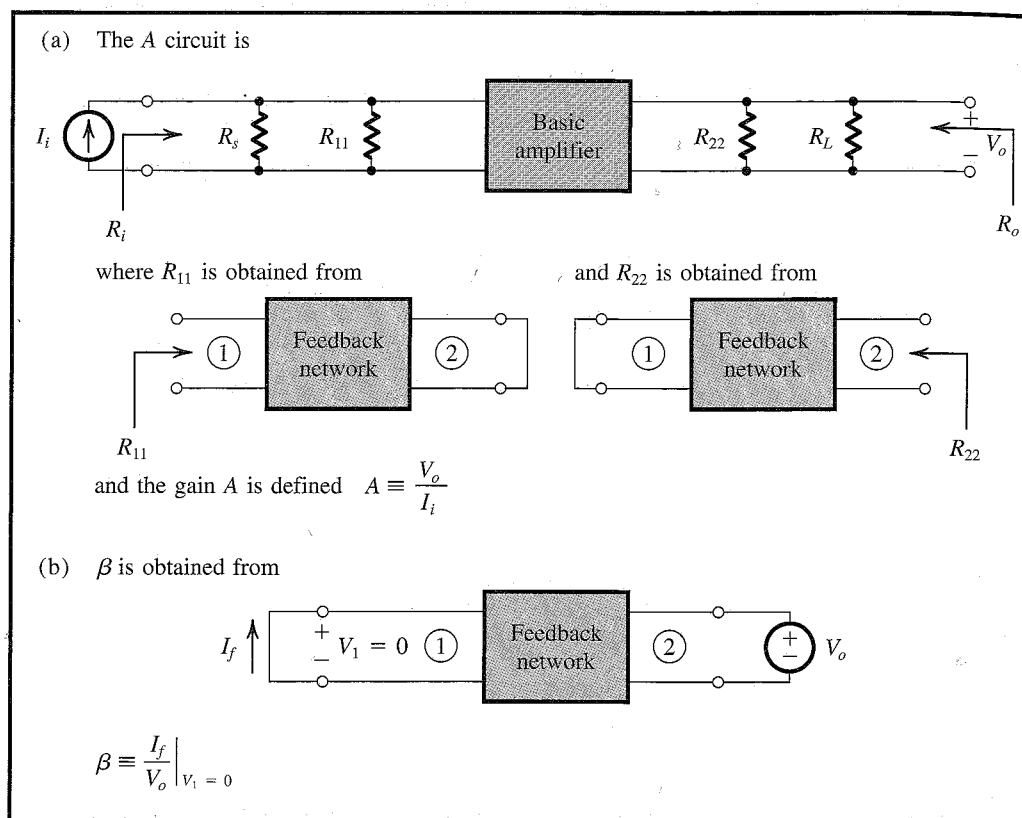 (a) The A circuit is
I_i
R_s
R_11
Basic
amplifier
R_22
R_L
+
V_o
−
R_i
R_o
where R_11 is obtained from
and R_22 is obtained from
1
Feedback
network
2
1
Feedback
network
2
R_11
R_22
and the gain A is defined A ≡ V_o / I_i
(b) β is obtained from
I_f
+
V_1 = 0
−
1
Feedback
network
2
+
−
V_o
β ≡ I_f / V_o |_{V_1 = 0}